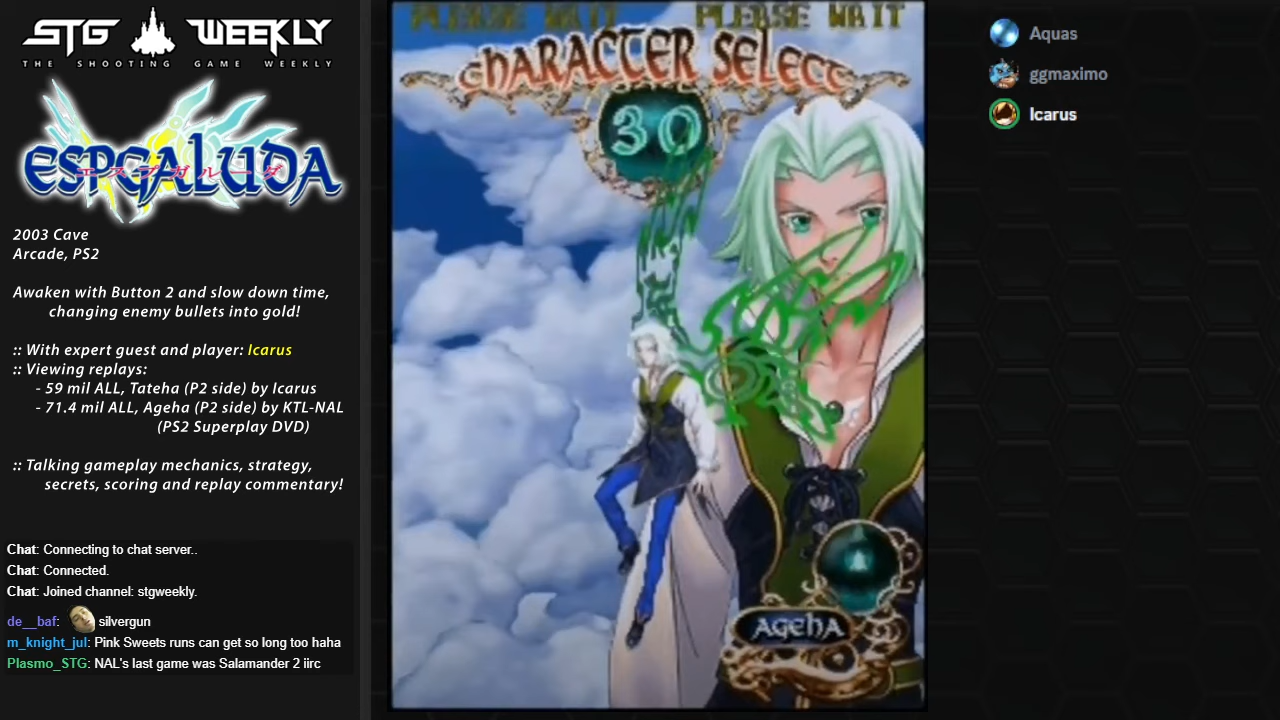 STG WEEKLY
THE SHOOTING GAME WEEKLY
ESPGALUDA
エスプガルーダ
2003 Cave
Arcade, PS2
Awaken with Button 2 and slow down time,
changing enemy bullets into gold!
:: With expert guest and player: Icarus
:: Viewing replays:
- 59 mil ALL, Tateha (P2 side) by Icarus
- 71.4 mil ALL, Ageha (P2 side) by KTL-NAL
(PS2 Superplay DVD)
:: Talking gameplay mechanics, strategy,
secrets, scoring and replay commentary!
Chat: Connecting to chat server..
Chat: Connected.
Chat: Joined channel: stgweekly.
de__baf: silvergun
m_knight_jul: Pink Sweets runs can get so long too haha
Plasmo_STG: NAL's last game was Salamander 2 iirc
PLEASE WAIT PLEASE WAIT
CHARACTER SELECT
30
AGEHA
Aquas
ggmaximo
Icarus